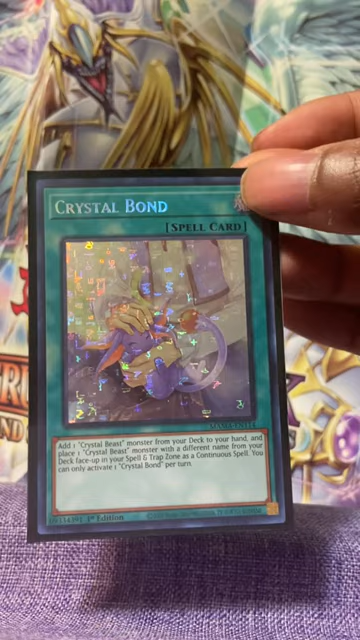 CRYSTAL BOND
[SPELL CARD]
MAMA-EN111
Add 1 "Crystal Beast" monster from your Deck to your hand, and
place 1 "Crystal Beast" monster with a different name from your
Deck face-up in your Spell & Trap Zone as a Continuous Spell. You
can only activate 1 "Crystal Bond" per turn.
1st Edition